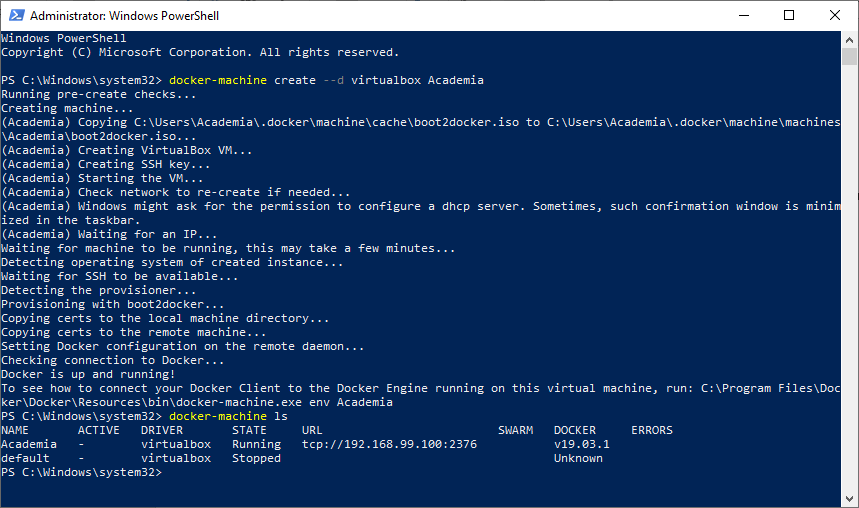 Administrator: Windows PowerShell
Windows PowerShell
Copyright (C) Microsoft Corporation. All rights reserved.
PS C:\Windows\system32> docker-machine create --d virtualbox Academia
Running pre-create checks...
Creating machine...
(Academia) Copying C:\Users\Academia\.docker\machine\cache\boot2docker.iso to C:\Users\Academia\.docker\machine\machines
\Academia\boot2docker.iso...
(Academia) Creating VirtualBox VM...
(Academia) Creating SSH key...
(Academia) Starting the VM...
(Academia) Check network to re-create if needed...
(Academia) Windows might ask for the permission to configure a dhcp server. Sometimes, such confirmation window is minim
ized in the taskbar.
(Academia) Waiting for an IP...
Waiting for machine to be running, this may take a few minutes...
Detecting operating system of created instance...
Waiting for SSH to be available...
Detecting the provisioner...
Provisioning with boot2docker...
Copying certs to the local machine directory...
Copying certs to the remote machine...
Setting Docker configuration on the remote daemon...
Checking connection to Docker...
Docker is up and running!
To see how to connect your Docker Client to the Docker Engine running on this virtual machine, run: C:\Program Files\Doc
ker\Docker\Resources\bin\docker-machine.exe env Academia
PS C:\Windows\system32> docker-machine ls
NAME ACTIVE DRIVER STATE URL SWARM DOCKER ERRORS
Academia - virtualbox Running tcp://192.168.99.100:2376 v19.03.1
default - virtualbox Stopped Unknown
PS C:\Windows\system32>